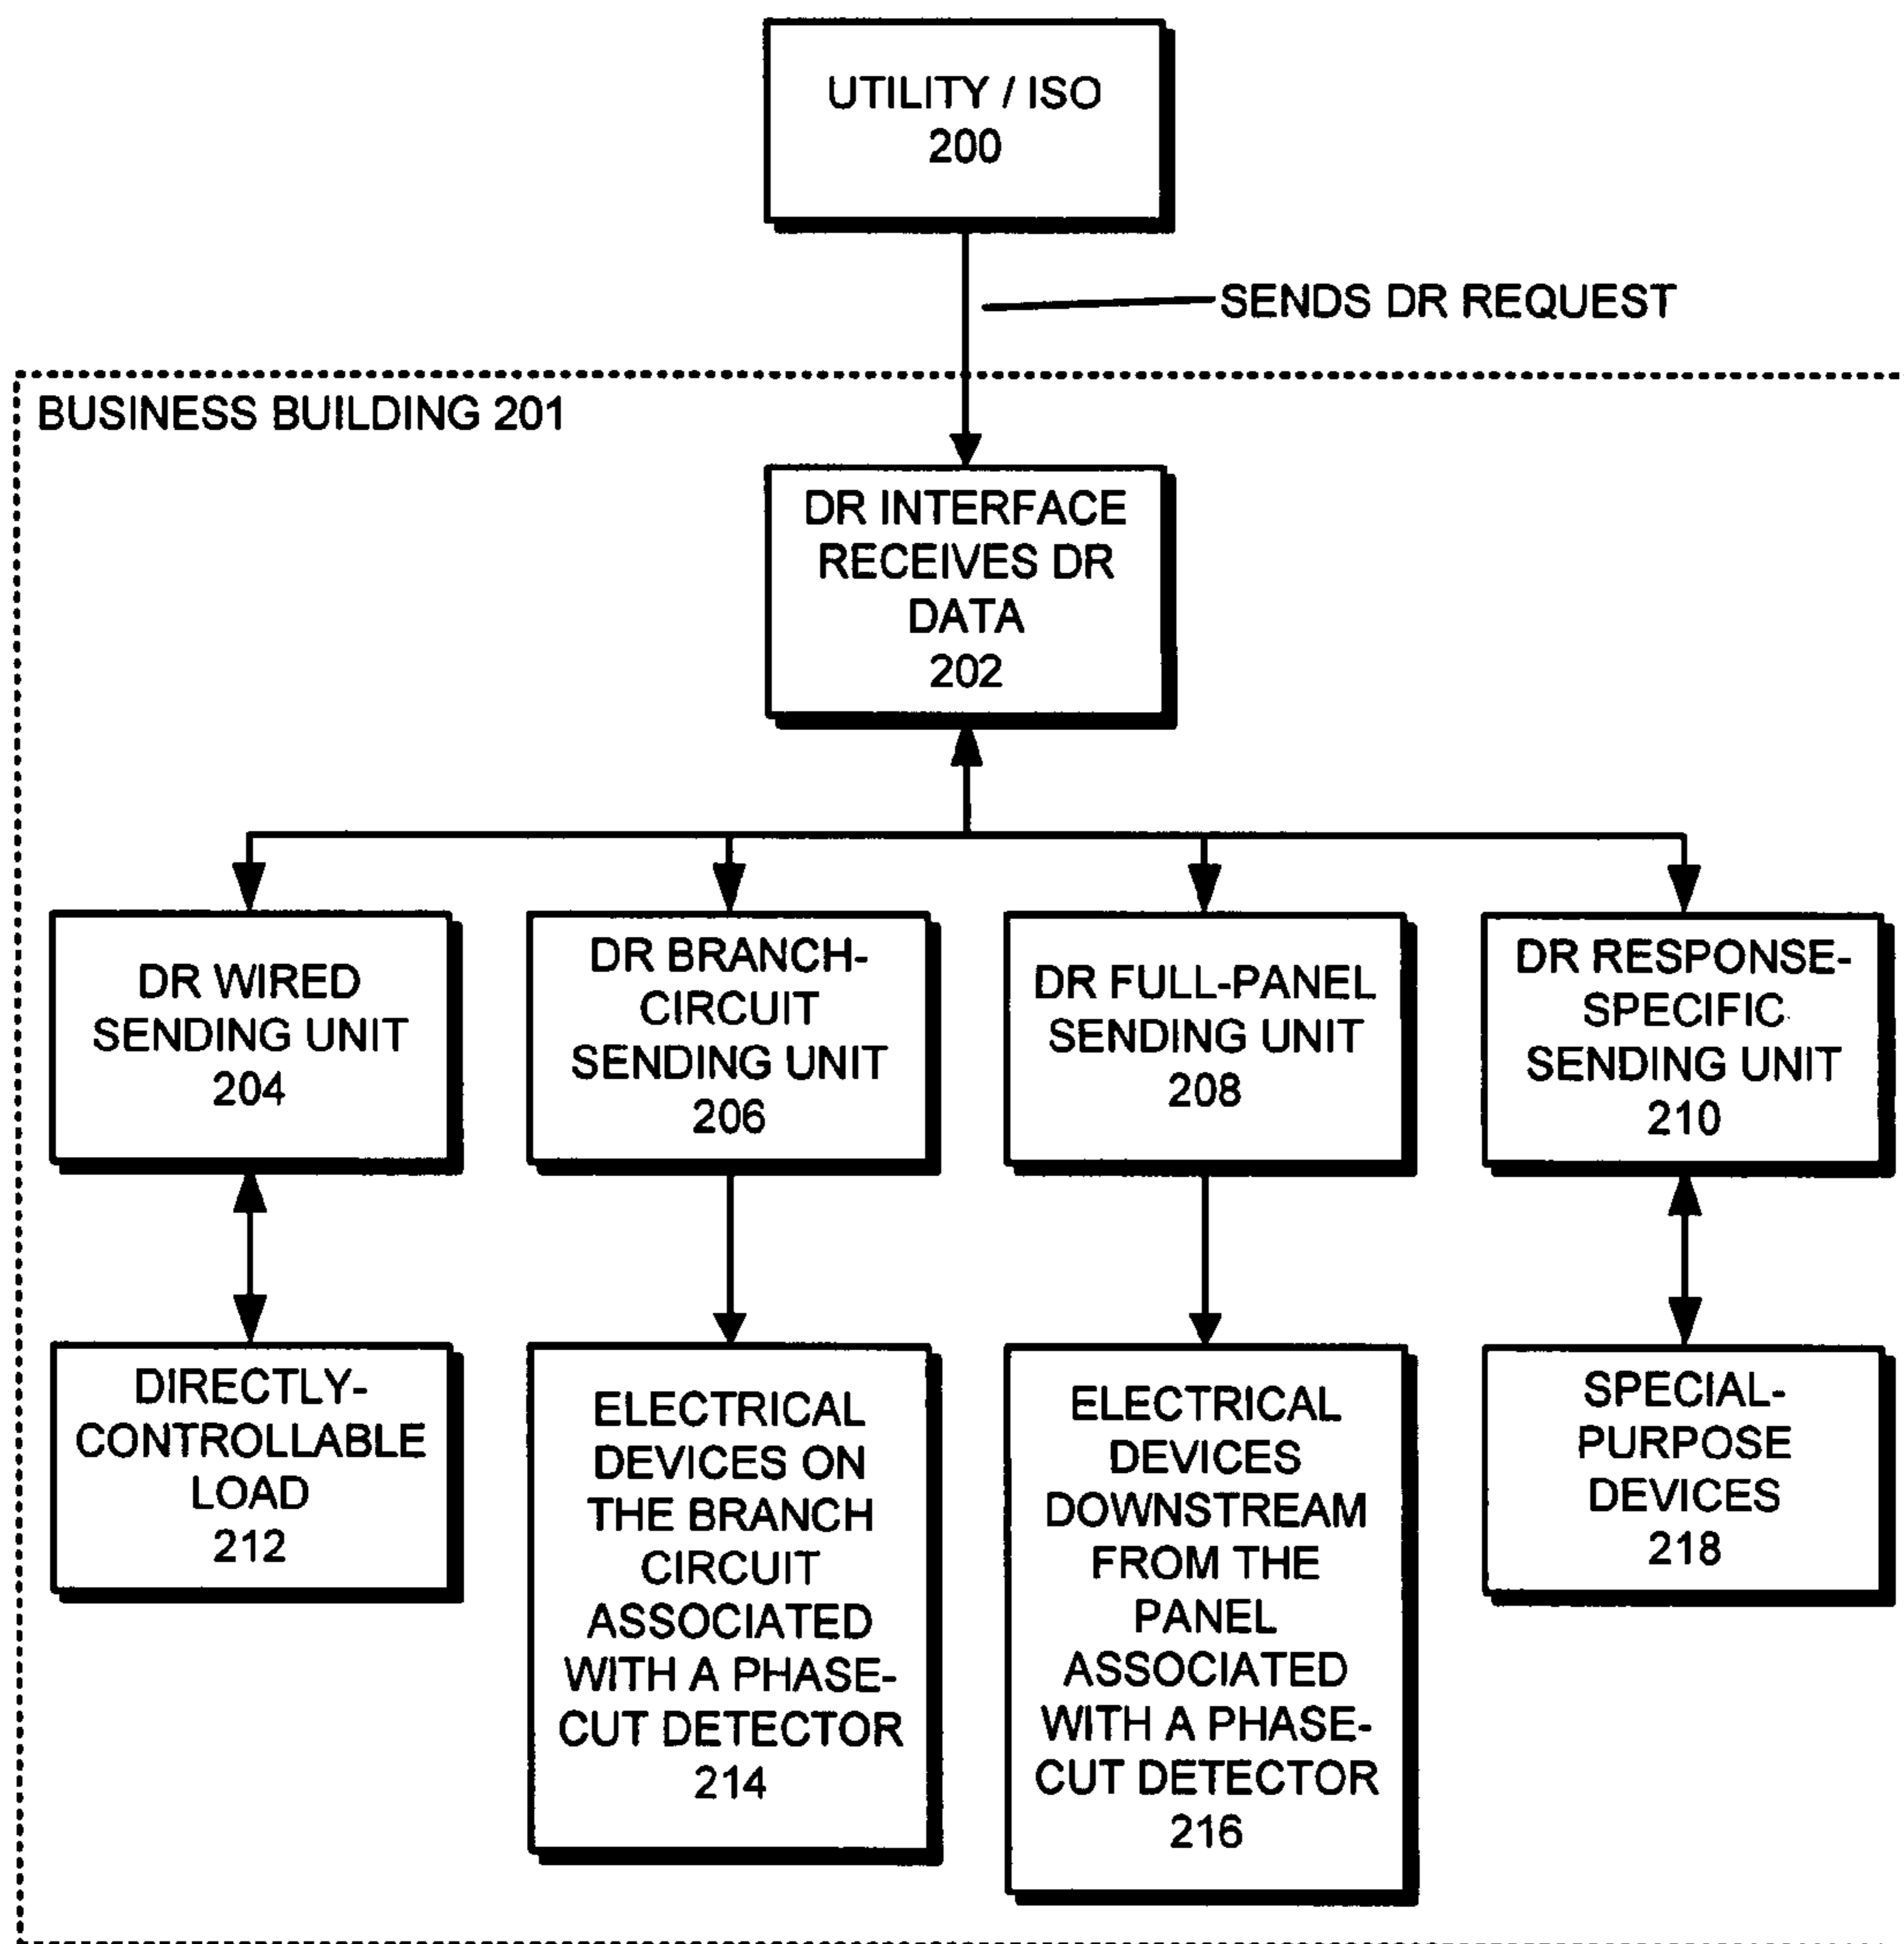 UTILITY / ISO
200
SENDS DR REQUEST
BUSINESS BUILDING 201
DR INTERFACE
RECEIVES DR
DATA
202
DR WIRED
SENDING UNIT
204
DR BRANCH-
CIRCUIT
SENDING UNIT
206
DR FULL-PANEL
SENDING UNIT
208
DR RESPONSE-
SPECIFIC
SENDING UNIT
210
DIRECTLY-
CONTROLLABLE
LOAD
212
ELECTRICAL
DEVICES ON
THE BRANCH
CIRCUIT
ASSOCIATED
WITH A PHASE-
CUT DETECTOR
214
ELECTRICAL
DEVICES
DOWNSTREAM
FROM THE
PANEL
ASSOCIATED
WITH A PHASE-
CUT DETECTOR
216
SPECIAL-
PURPOSE
DEVICES
218